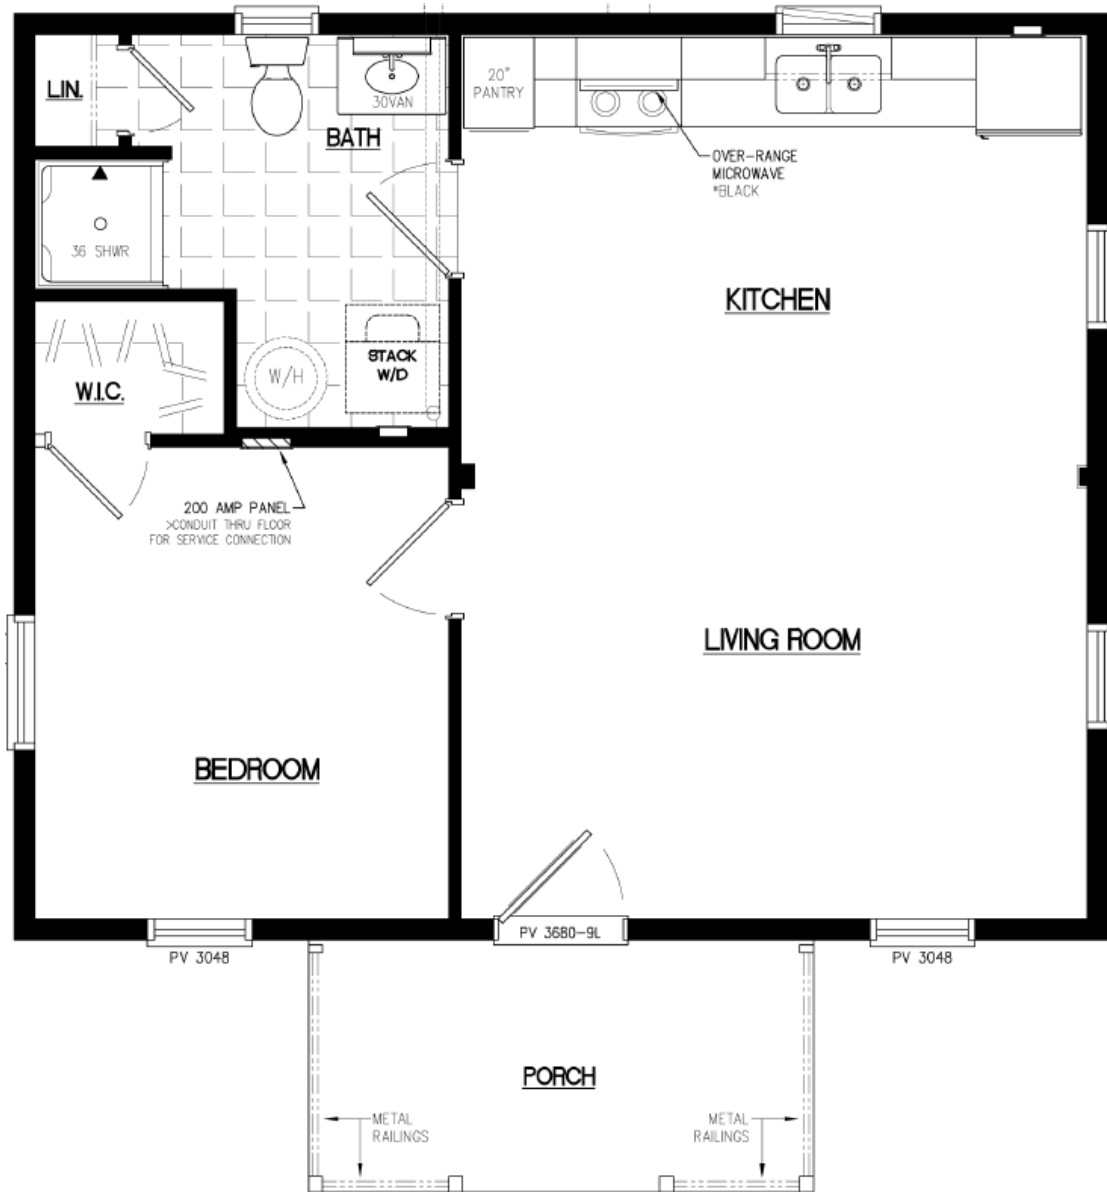 LIN.
30VAN
BATH
20"
PANTRY
OVER-RANGE
MICROWAVE
*BLACK
36 SHWR
KITCHEN
STACK
W/D
W/H
W.I.C.
200 AMP PANEL
>CONDUIT THRU FLOOR
FOR SERVICE CONNECTION
LIVING ROOM
BEDROOM
PV 3680-9L
PV 3048
PV 3048
PORCH
METAL
RAILINGS
METAL
RAILINGS